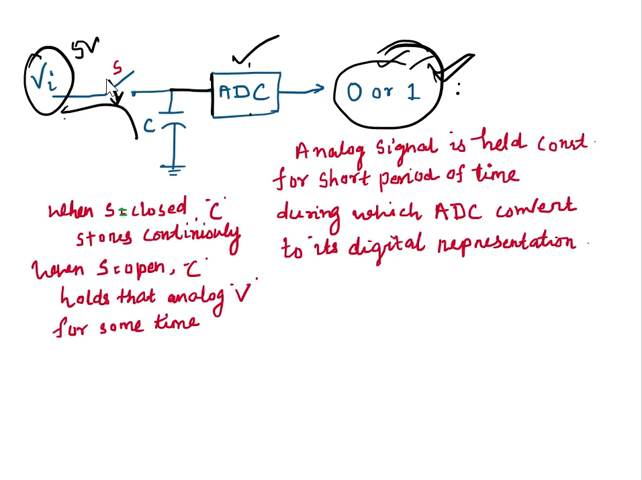 5V
Vi
S
C
ADC
0 or 1
:
Analog signal is held const.
for short period of time
during which ADC convert
to its digital representation.
when S=closed "C"
stores continiouly
when S=open, "C"
holds that analog "V"
for some time